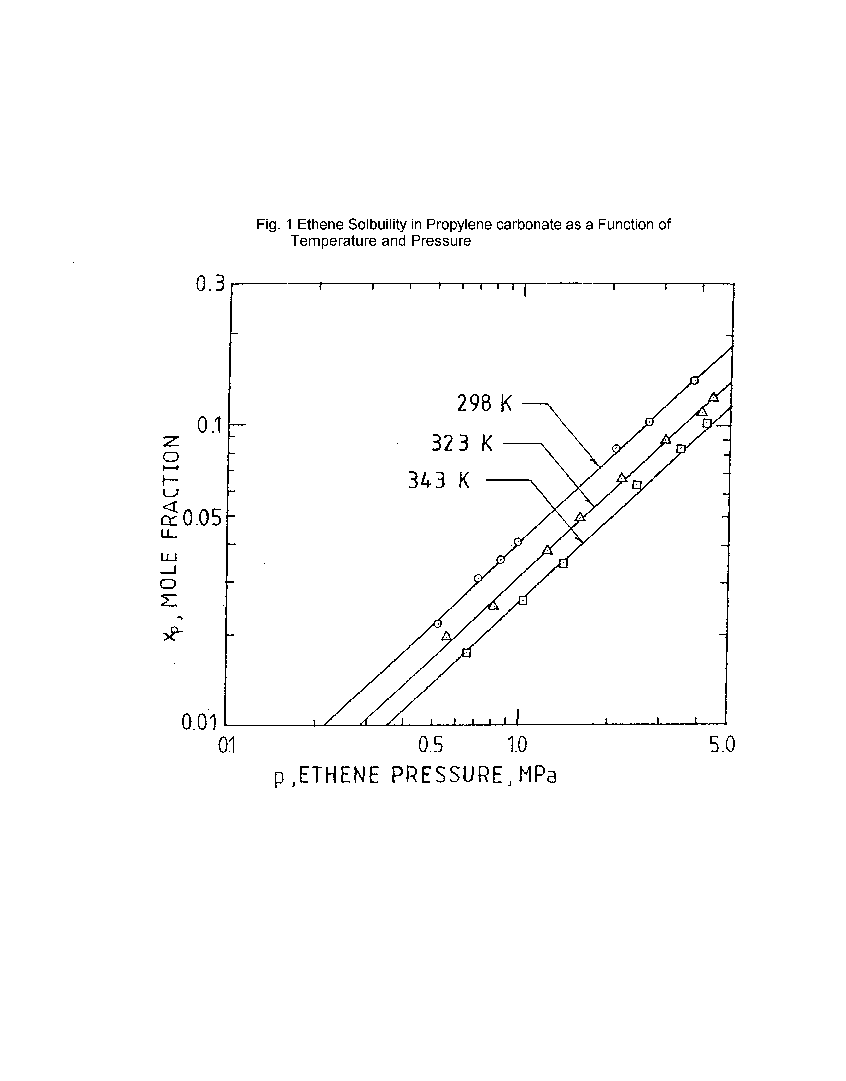 Fig. 1 Ethene Solbuility in Propylene carbonate as a Function of
Temperature and Pressure
0.3
298 K
0.1
323 K
343 K
0.05
0.01
x_p, MOLE FRACTION
01
0.5
1.0
5.0
p, ETHENE PRESSURE, MPa